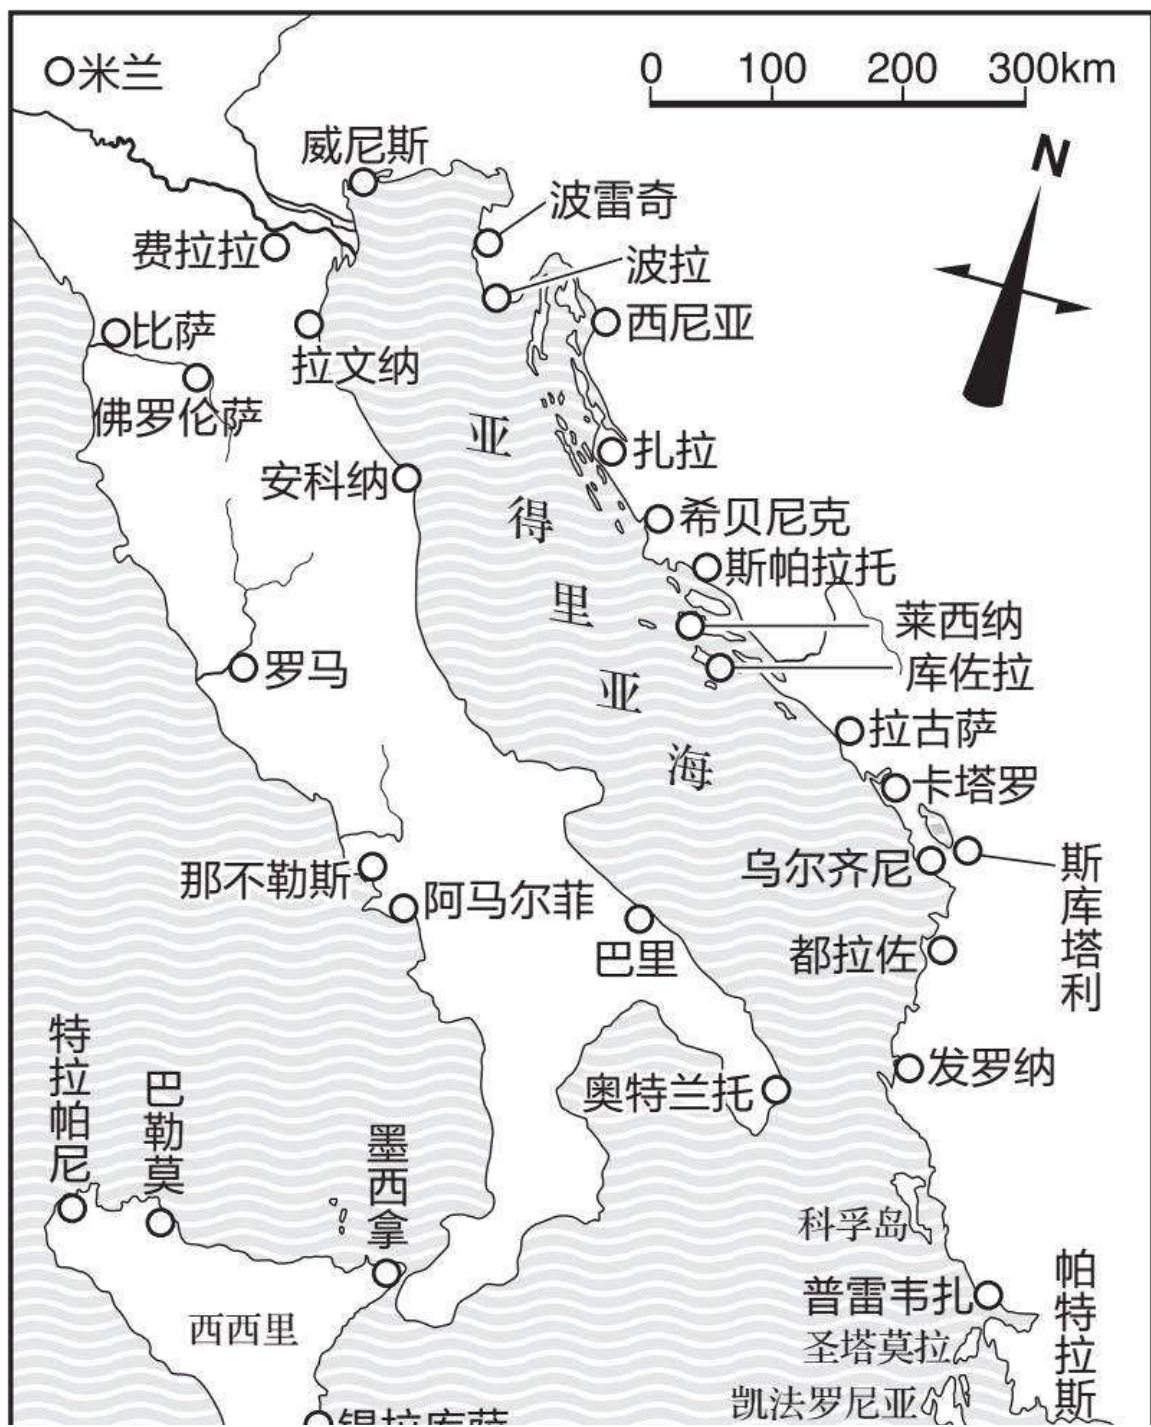 0 100 200 300km
米兰
N
威尼斯
波雷奇
费拉拉
波拉
西尼亚
比萨
拉文纳
佛罗伦萨
亚得里亚海
扎拉
安科纳
希贝尼克
斯帕拉托
莱西纳
库佐拉
罗马
拉古萨
卡塔罗
那不勒斯
阿马尔菲
乌尔齐尼
斯库塔利
巴里
都拉佐
特拉帕尼
巴勒莫
墨西拿
奥特兰托
发罗纳
科孚岛
普雷韦扎
帕特拉斯
西西里
圣塔莫拉
凯法罗尼亚
锡拉库萨